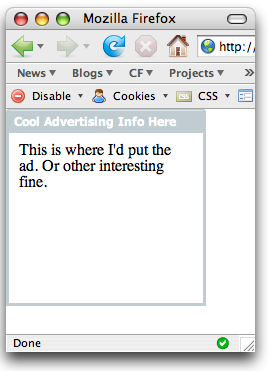 Mozilla Firefox
http:/
News Blogs CF Projects
Disable Cookies CSS
Cool Advertising Info Here
This is where I'd put the
ad. Or other interesting
fine.
Done